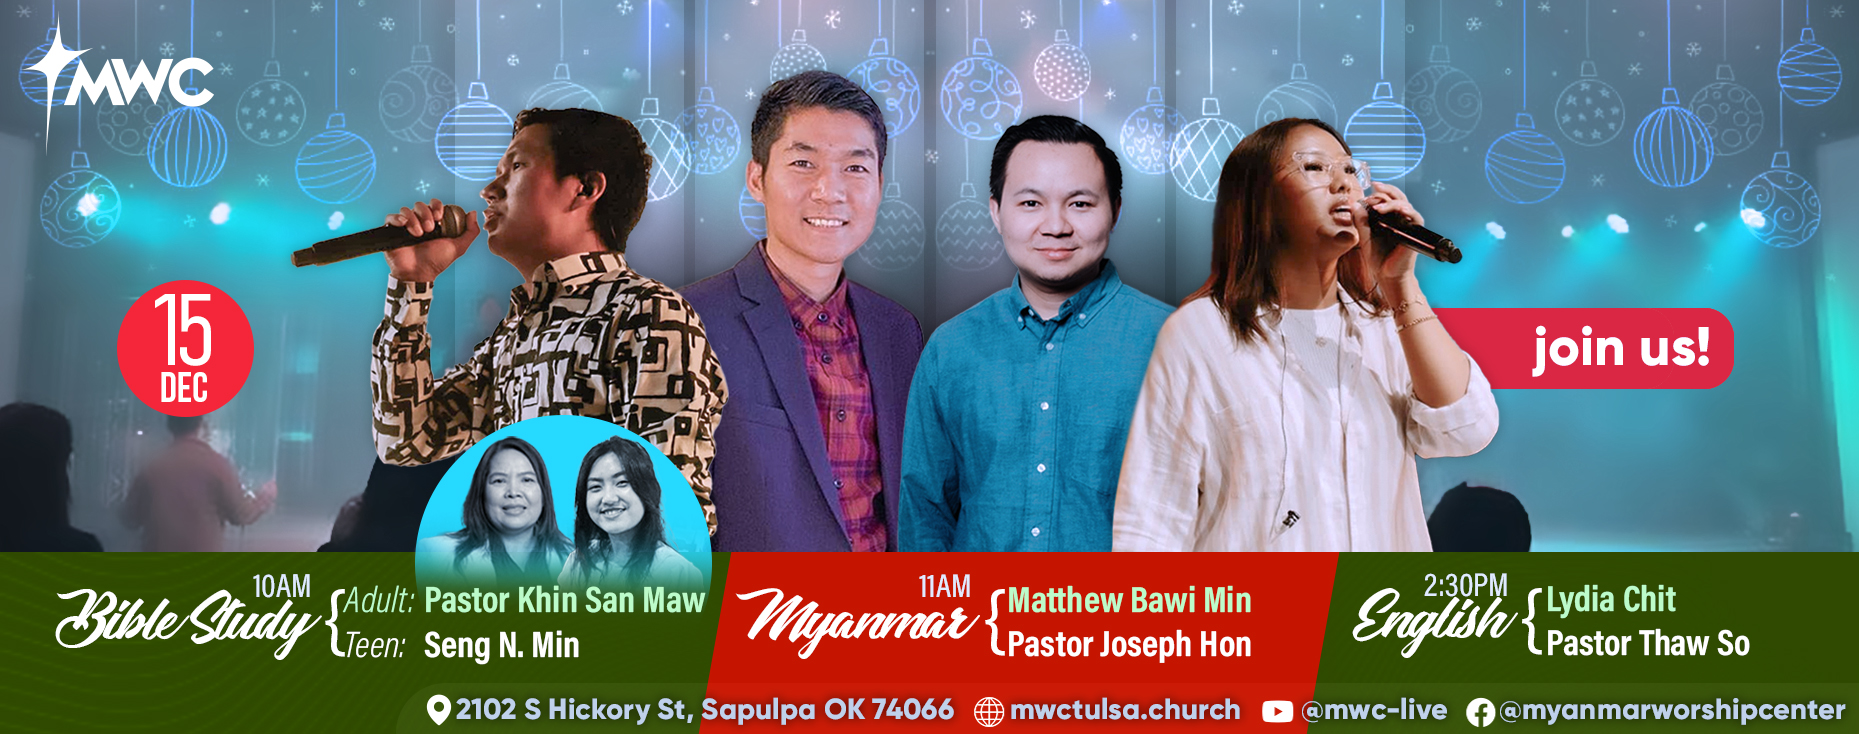 MWC
15
DEC
join us!
10AM
Bible Study
Adult: Pastor Khin San Maw
Teen: Seng N. Min
11AM
Myanmar
Matthew Bawi Min
Pastor Joseph Hon
2:30PM
English
Lydia Chit
Pastor Thaw So
2102 S Hickory St, Sapulpa OK 74066 mwctulsa.church @mwc-live @myanmarworshipcenter